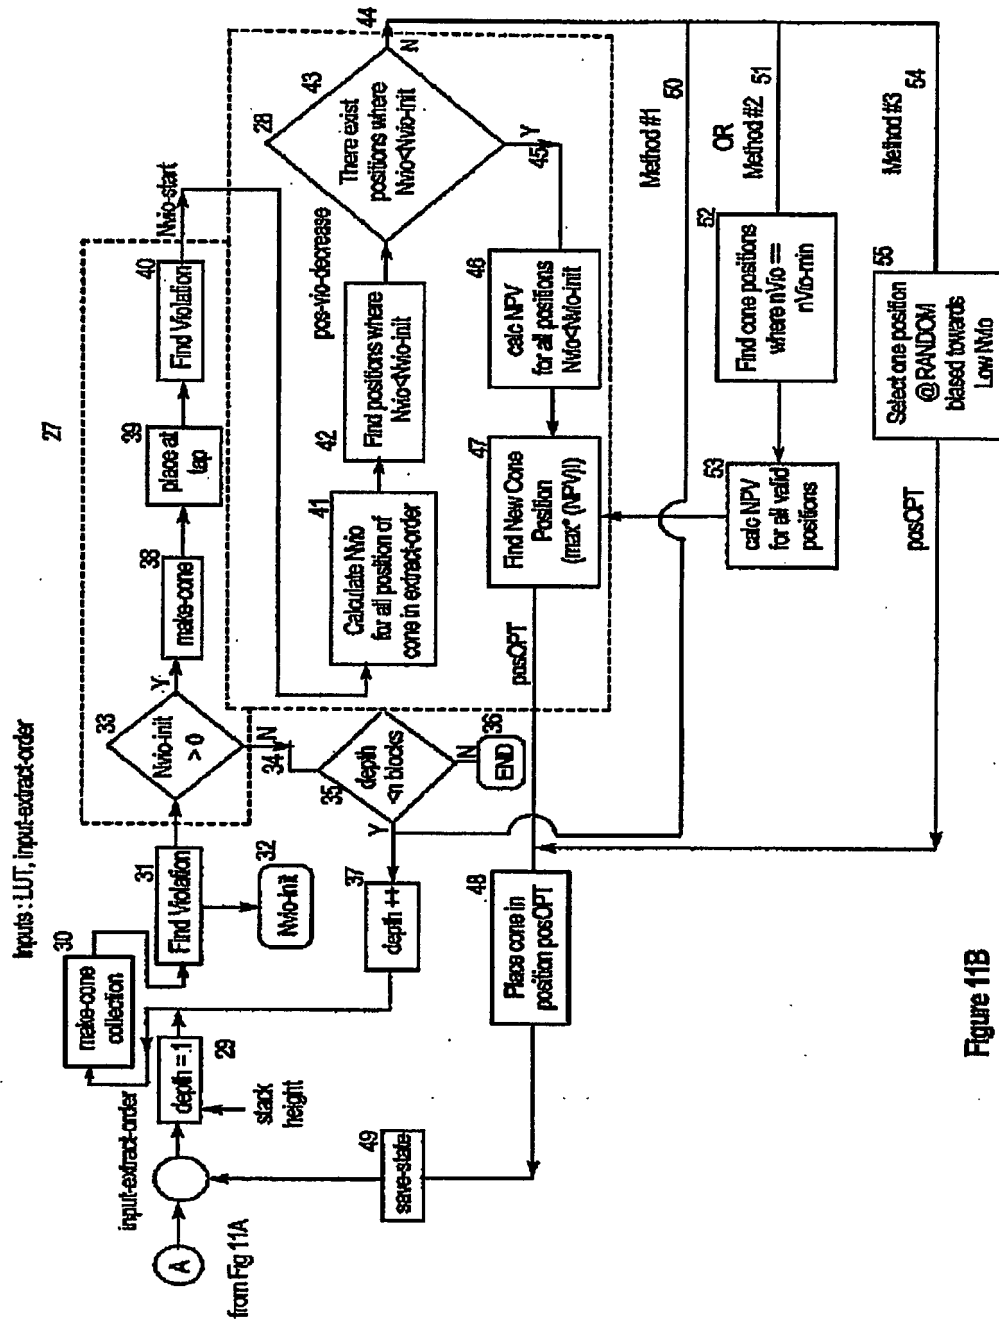 Inputs : LUT, input-extract-order
27
from Fig 11A
A
input-extract-order
stack
height
29
depth = 1
30
make-cone
collection
31
Find Violation
32
Nvio-init
33
Nvio-init
> 0
Y
N
34
38
make-cone
39
place at
tap
40
Find Violation
Nvio-start
35
depth
<n blocks
Y
N
36
END
37
depth ++
41
Calculate Nvio
for all position of
cone in extract-order
42
Find positions where
Nvio<Nvio-init
pos-vio-decrease
28
43
There exist
positions where
Nvio<Nvio-init
N
44
Y
45
46
calc NPV
for all positions
Nvio<Nvio-init
47
Find New Cone
Position
(max* (NPV)!)
posOPT
48
Place cone in
position posOPT
49
save-state
Method #1
50
OR
Method #2
51
52
Find cone positions
where nVio ==
nVio-min
53
calc NPV
for all valid
positions
Method #3
54
55
Select one position
@ RANDOM
biased towards
Low Nvio
posOPT
Figure 11B